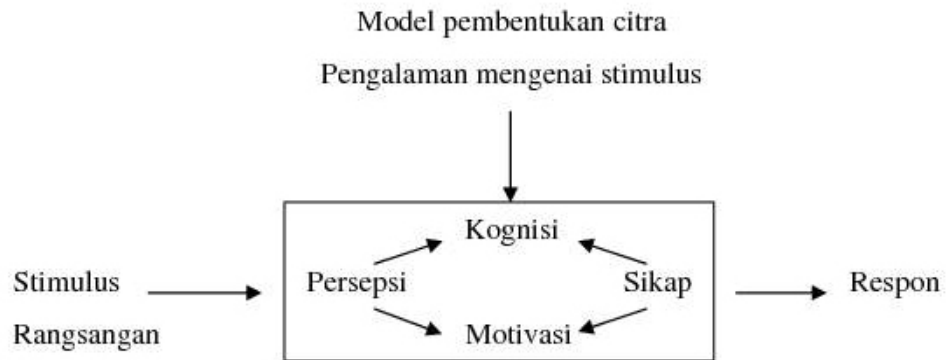 Model pembentukan citra
Pengalaman mengenai stimulus
Kognisi
Stimulus
Persepsi
Sikap
Respon
Rangsangan
Motivasi